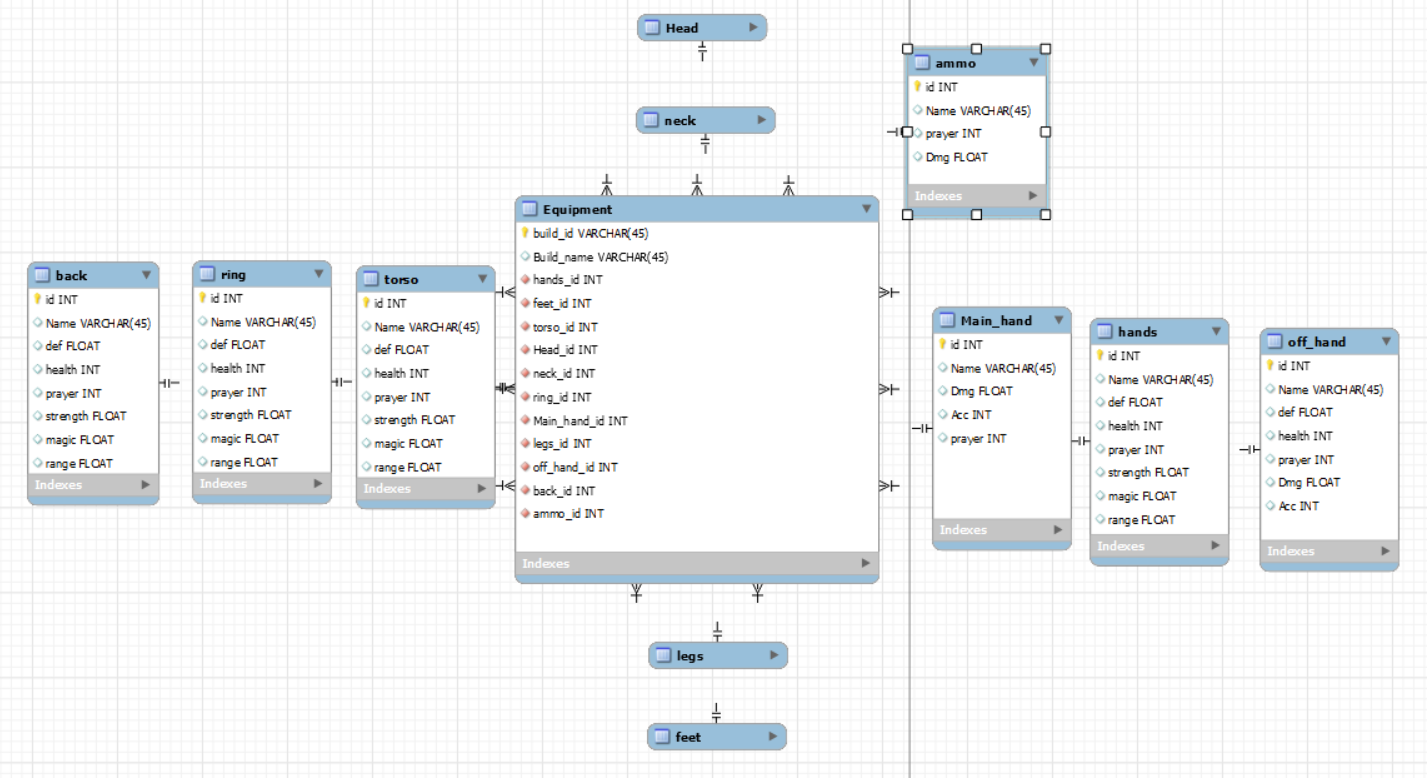 Head
ammo
id INT
Name VARCHAR(45)
prayer INT
Dmg FLOAT
Indexes
neck
Equipment
build_id VARCHAR(45)
Build_name VARCHAR(45)
hands_id INT
feet_id INT
torso_id INT
Head_id INT
neck_id INT
ring_id INT
Main_hand_id INT
legs_id INT
off_hand_id INT
back_id INT
ammo_id INT
Indexes
back
id INT
Name VARCHAR(45)
def FLOAT
health INT
prayer INT
strength FLOAT
magic FLOAT
range FLOAT
Indexes
ring
id INT
Name VARCHAR(45)
def FLOAT
health INT
prayer INT
strength FLOAT
magic FLOAT
range FLOAT
Indexes
torso
id INT
Name VARCHAR(45)
def FLOAT
health INT
prayer INT
strength FLOAT
magic FLOAT
range FLOAT
Indexes
Main_hand
id INT
Name VARCHAR(45)
Dmg FLOAT
Acc INT
prayer INT
Indexes
hands
id INT
Name VARCHAR(45)
def FLOAT
health INT
prayer INT
strength FLOAT
magic FLOAT
range FLOAT
Indexes
off_hand
id INT
Name VARCHAR(45)
def FLOAT
health INT
prayer INT
Dmg FLOAT
Acc INT
Indexes
legs
feet